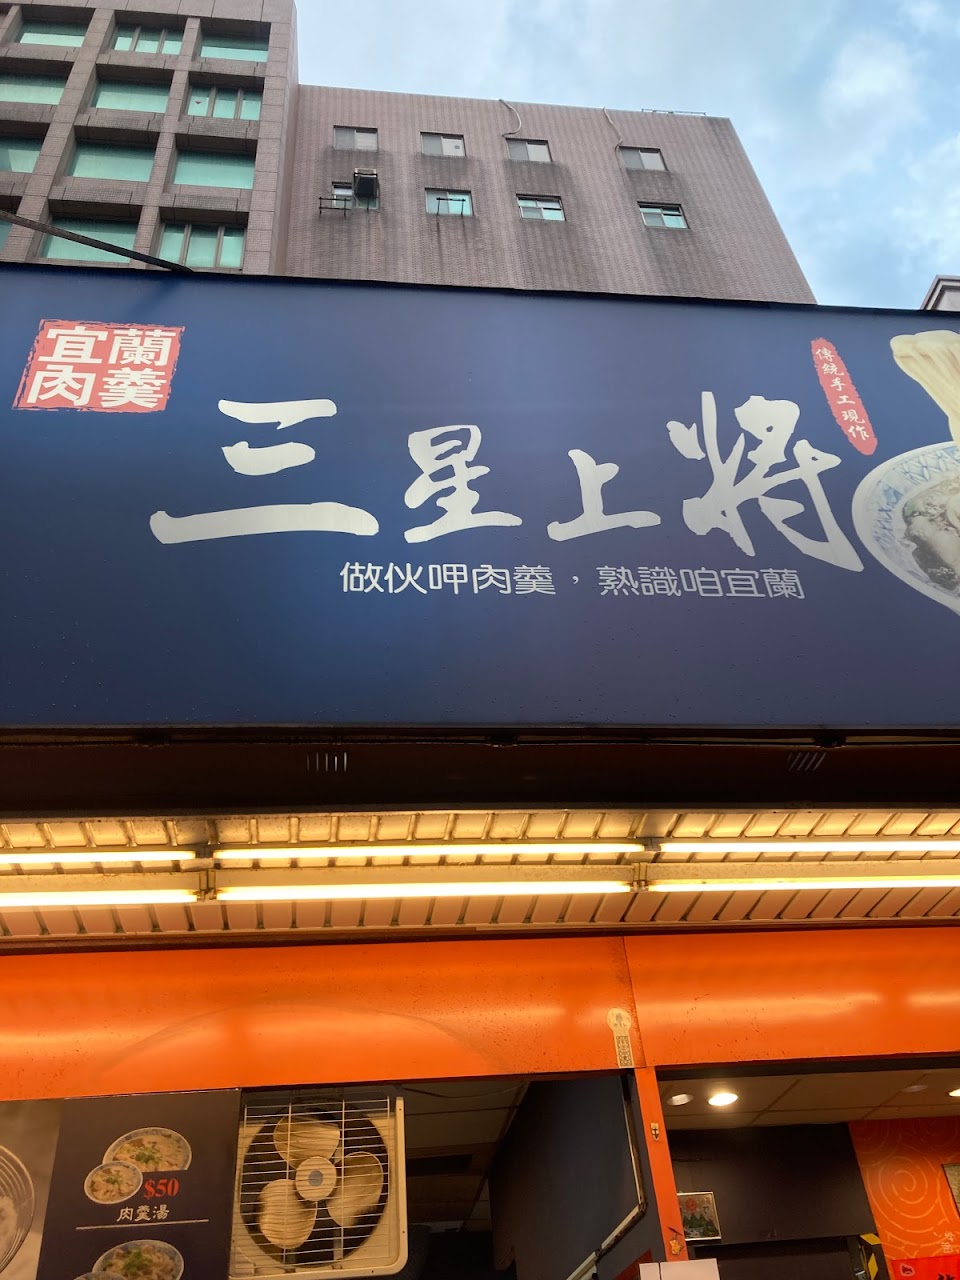 宜蘭
肉羹
三星上將
傳統手工現作
做伙呷肉羹，熟識咱宜蘭
$50
肉羹湯